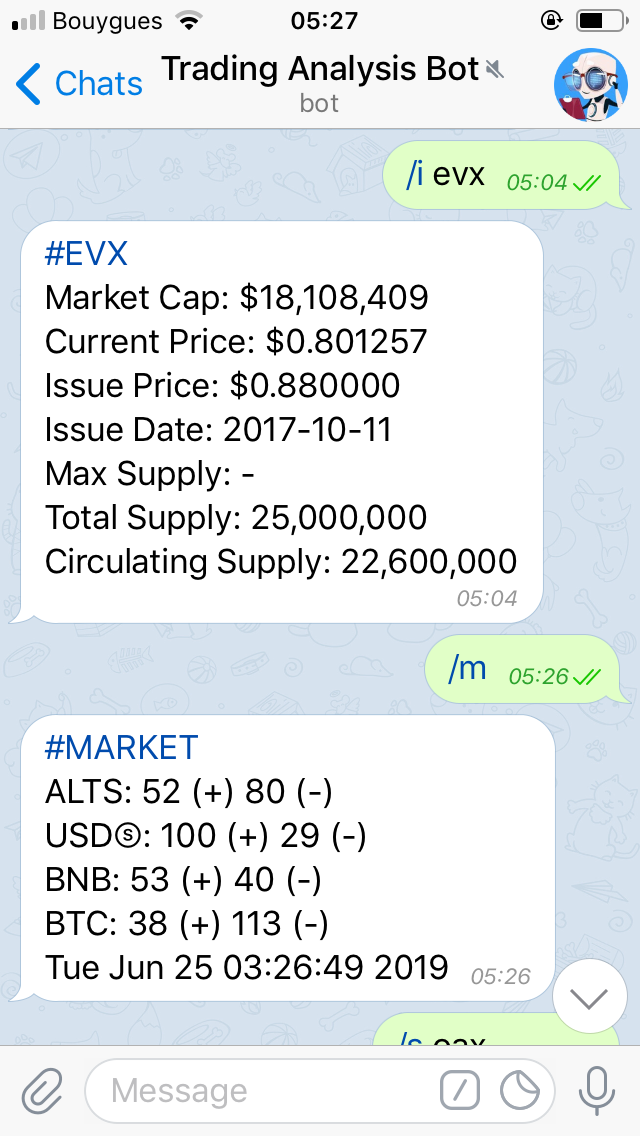 Bouygues 05:27
Chats
Trading Analysis Bot
bot
/i evx 05:04
#EVX
Market Cap: $18,108,409
Current Price: $0.801257
Issue Price: $0.880000
Issue Date: 2017-10-11
Max Supply: -
Total Supply: 25,000,000
Circulating Supply: 22,600,000
05:04
/m 05:26
#MARKET
ALTS: 52 (+) 80 (-)
USDⓢ: 100 (+) 29 (-)
BNB: 53 (+) 40 (-)
BTC: 38 (+) 113 (-)
Tue Jun 25 03:26:49 2019 05:26
Message